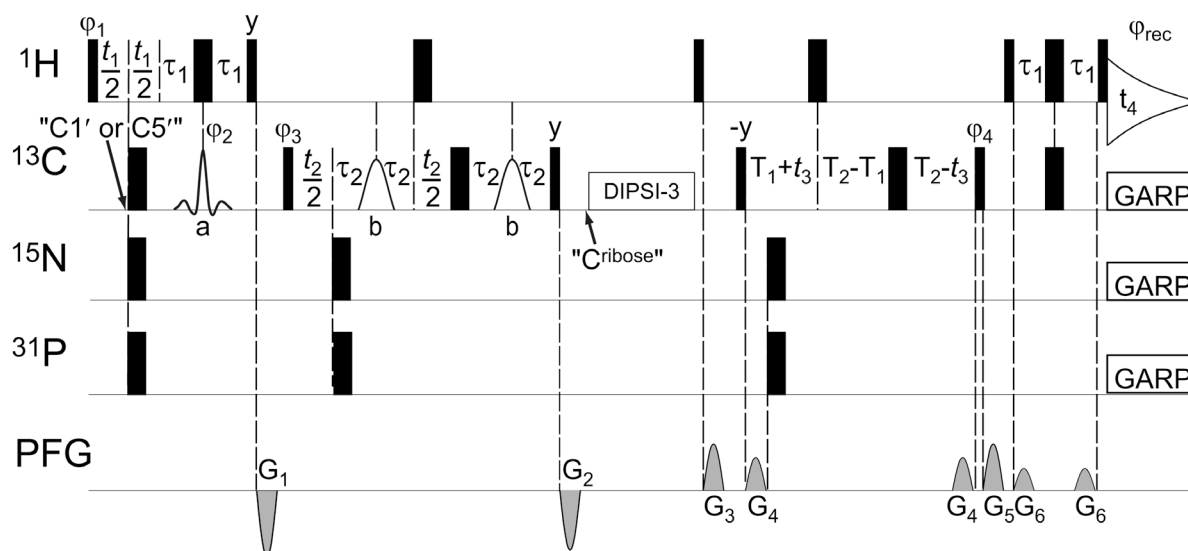 φ1 y φrec
1H t1/2 t1/2 τ1 τ1 τ1 τ1 t4
"C1′ or C5′" φ2 φ3 y -y φ4
13C t2/2 τ2 τ2 t2/2 τ2 τ2 DIPSI-3 T1+t3 T2-T1 T2-t3 GARP
a b b
"Cribose"
15N GARP
31P GARP
PFG G1 G2
G3 G4 G4 G5 G6 G6